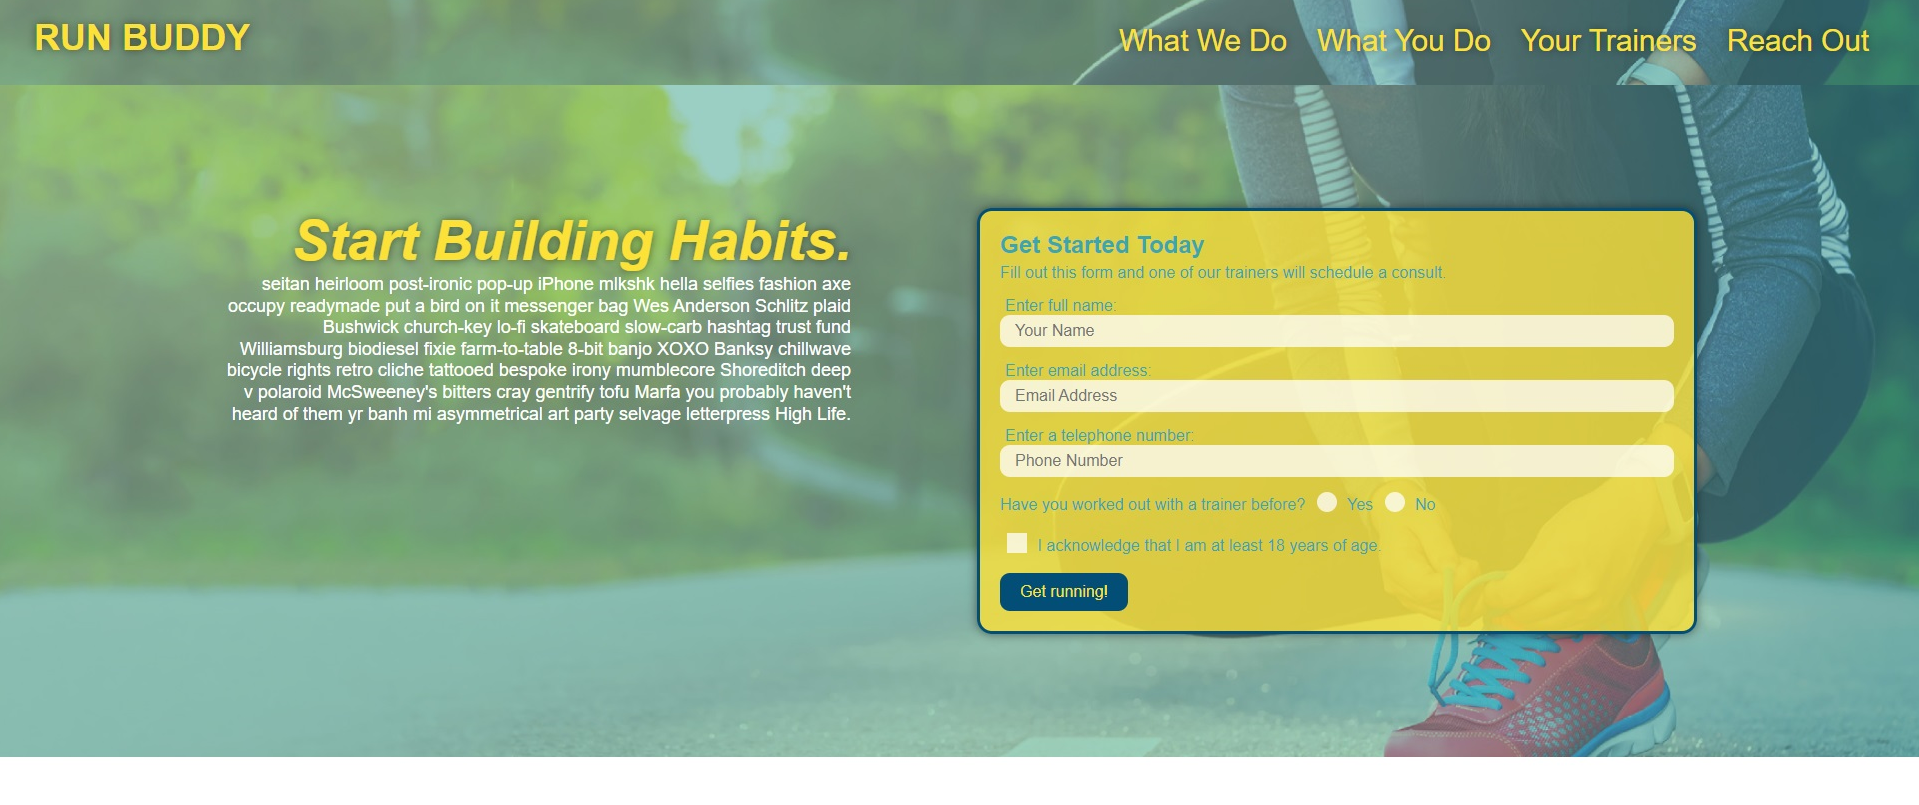 RUN BUDDY
What We Do What You Do Your Trainers Reach Out
Start Building Habits.
seitan heirloom post-ironic pop-up iPhone mlkshk hella selfies fashion axe
occupy readymade put a bird on it messenger bag Wes Anderson Schlitz plaid
Bushwick church-key lo-fi skateboard slow-carb hashtag trust fund
Williamsburg biodiesel fixie farm-to-table 8-bit banjo XOXO Banksy chillwave
bicycle rights retro cliche tattooed bespoke irony mumblecore Shoreditch deep
v polaroid McSweeney's bitters cray gentrify tofu Marfa you probably haven't
heard of them yr banh mi asymmetrical art party selvage letterpress High Life.
Get Started Today
Fill out this form and one of our trainers will schedule a consult.
Enter full name:
Your Name
Enter email address:
Email Address
Enter a telephone number:
Phone Number
Have you worked out with a trainer before? Yes No
I acknowledge that I am at least 18 years of age.
Get running!